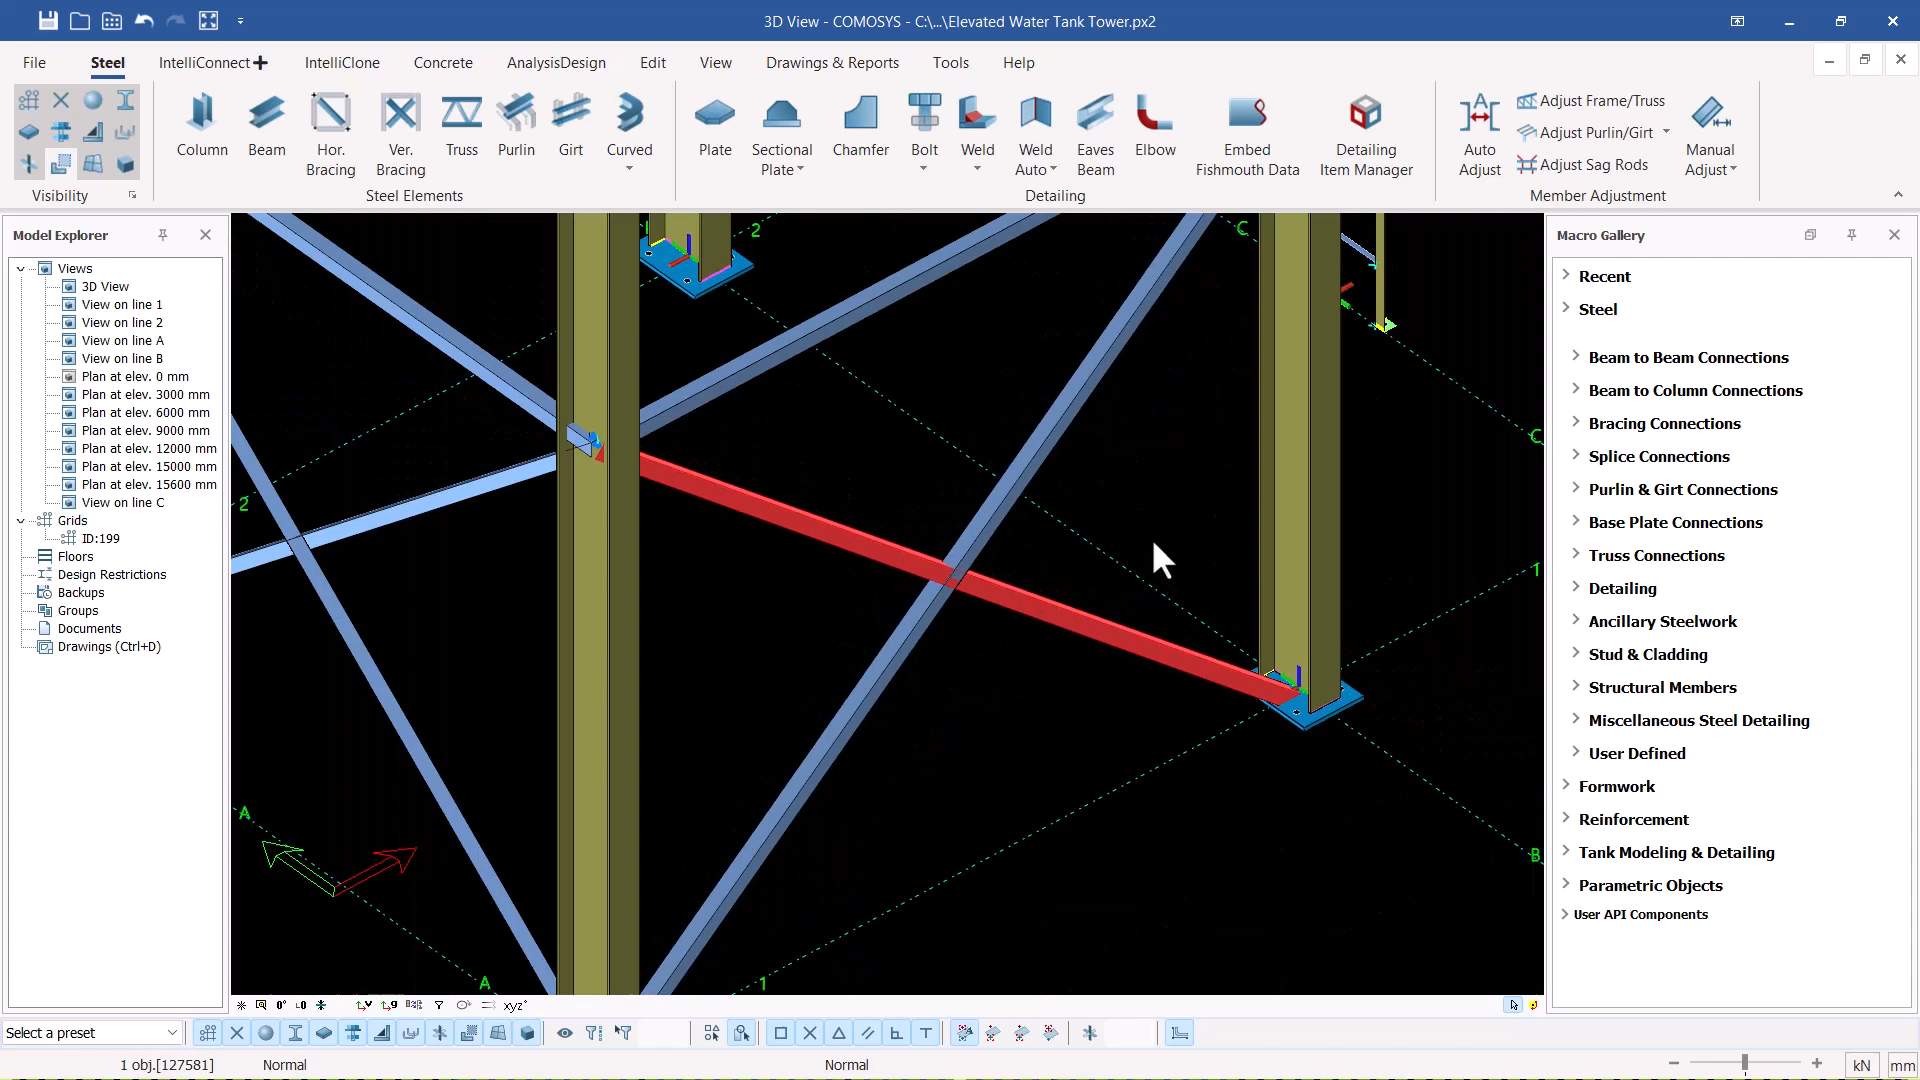 3D View - COMOSYS - C:\...\Elevated Water Tank Tower.px2
File
Steel
IntelliConnect
IntelliClone
Concrete
AnalysisDesign
Edit
View
Drawings & Reports
Tools
Help
Column
Beam
Hor.
Bracing
Ver.
Bracing
Truss
Purlin
Girt
Curved
Plate
Sectional
Plate
Chamfer
Bolt
Weld
Weld
Auto
Eaves
Beam
Elbow
Embed
Fishmouth Data
Detailing
Item Manager
Auto
Adjust
Adjust Frame/Truss
Adjust Purlin/Girt
Adjust Sag Rods
Manual
Adjust
Visibility
Steel Elements
Detailing
Member Adjustment
Model Explorer
Views
3D View
View on line 1
View on line 2
View on line A
View on line B
Plan at elev. 0 mm
Plan at elev. 3000 mm
Plan at elev. 6000 mm
Plan at elev. 9000 mm
Plan at elev. 12000 mm
Plan at elev. 15000 mm
Plan at elev. 15600 mm
View on line C
Grids
ID:199
Floors
Design Restrictions
Backups
Groups
Documents
Drawings (Ctrl+D)
2
C
C
2
1
A
B
A
1
Macro Gallery
Recent
Steel
Beam to Beam Connections
Beam to Column Connections
Bracing Connections
Splice Connections
Purlin & Girt Connections
Base Plate Connections
Truss Connections
Detailing
Ancillary Steelwork
Stud & Cladding
Structural Members
Miscellaneous Steel Detailing
User Defined
Formwork
Reinforcement
Tank Modeling & Detailing
Parametric Objects
User API Components
xyz
Select a preset
1 obj.[127581]
Normal
Normal
kN
mm